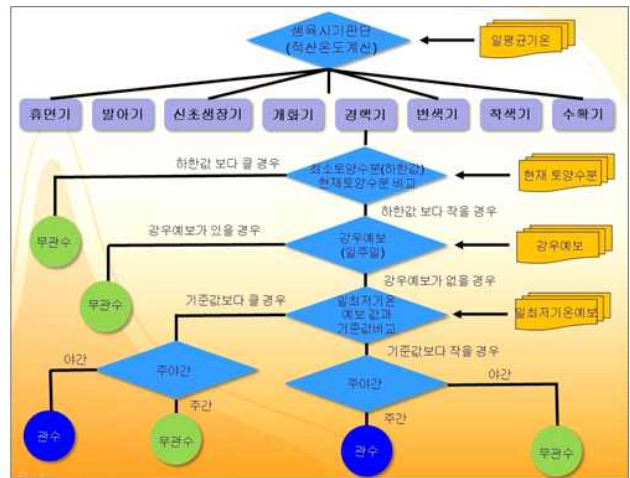 생육시기판단
(적산온도계산)
일평균기온
휴면기
발아기
신초생장기
개화기
경핵기
변색기
착색기
수확기
하한값 보다 클 경우
최소토양수분(하한값)
현재토양수분 비교
현재 토양수분
하한값 보다 작을 경우
무관수
강우예보가 있을 경우
강우예보
(일주일)
강우예보
강우예보가 없을 경우
무관수
기준값보다 클 경우
일최저기온
예보 값과
기준값비교
일최저기온예보
기준값보다 작을 경우
야간
주야간
주야간
야간
주간
주간
관수
무관수
관수
무관수